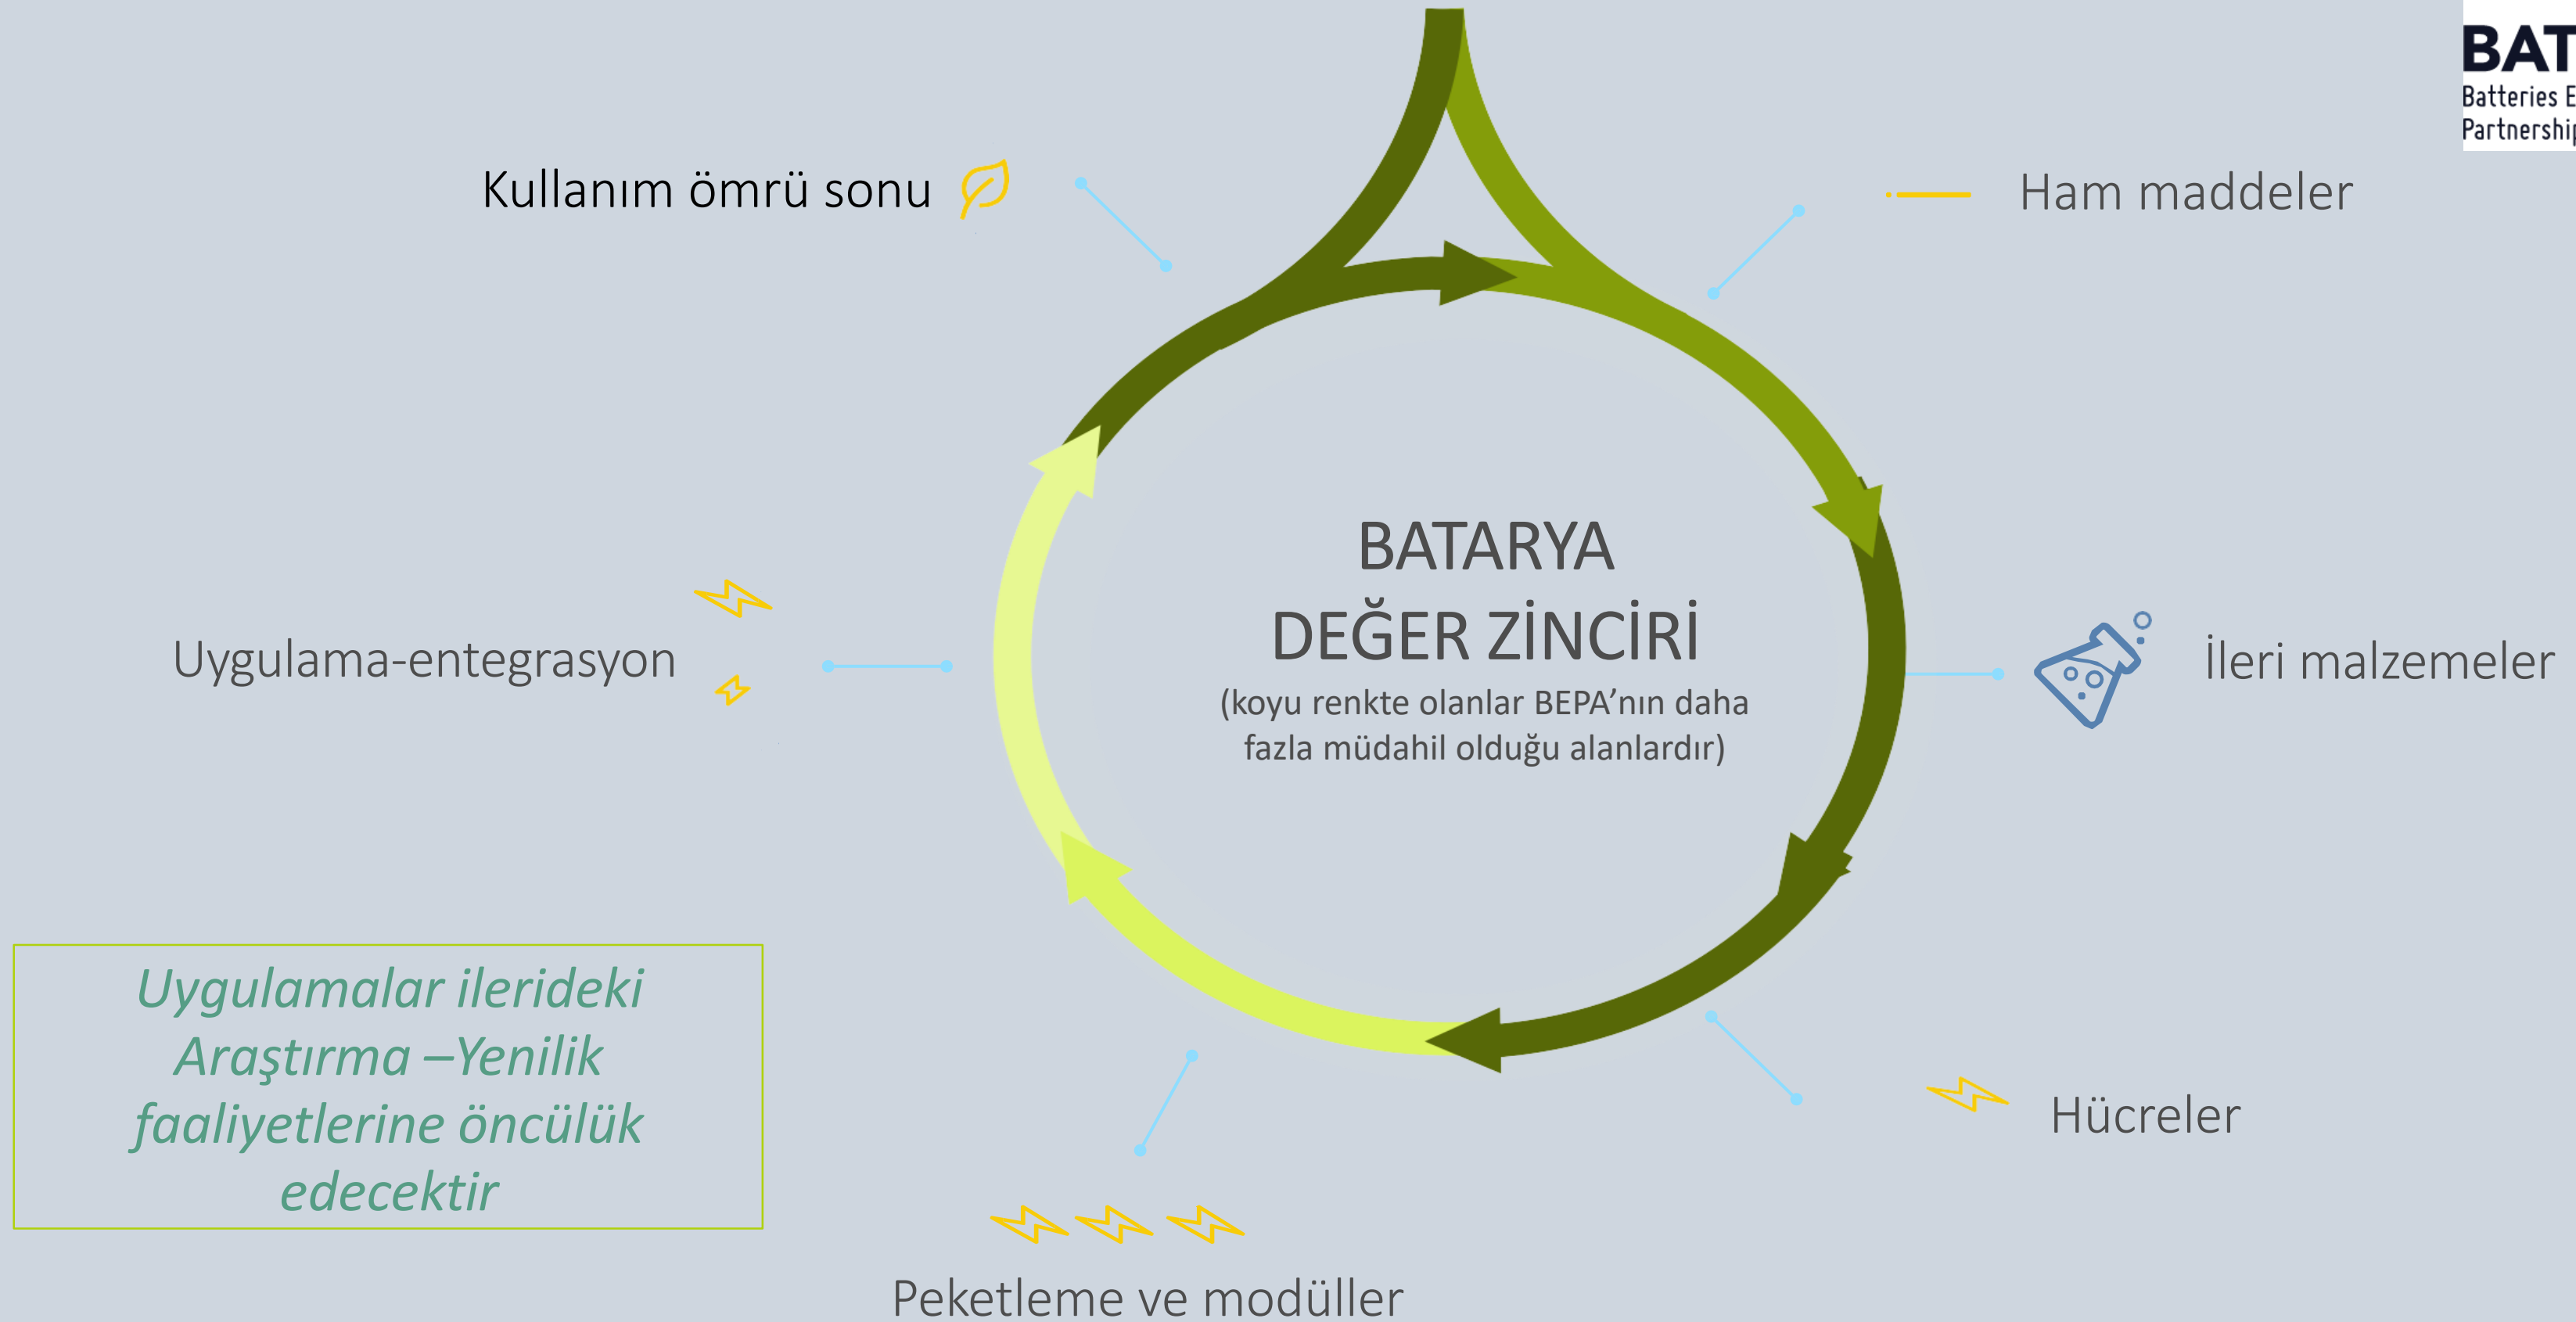 BAT
Batteries E
Partnership
Kullanım ömrü sonu
Ham maddeler
BATARYA
DEĞER ZİNCİRİ
(koyu renkte olanlar BEPA’nın daha
fazla müdahil olduğu alanlardır)
Uygulama-entegrasyon
İleri malzemeler
Uygulamalar ilerideki
Araştırma –Yenilik
faaliyetlerine öncülük
edecektir
Hücreler
Peketleme ve modüller